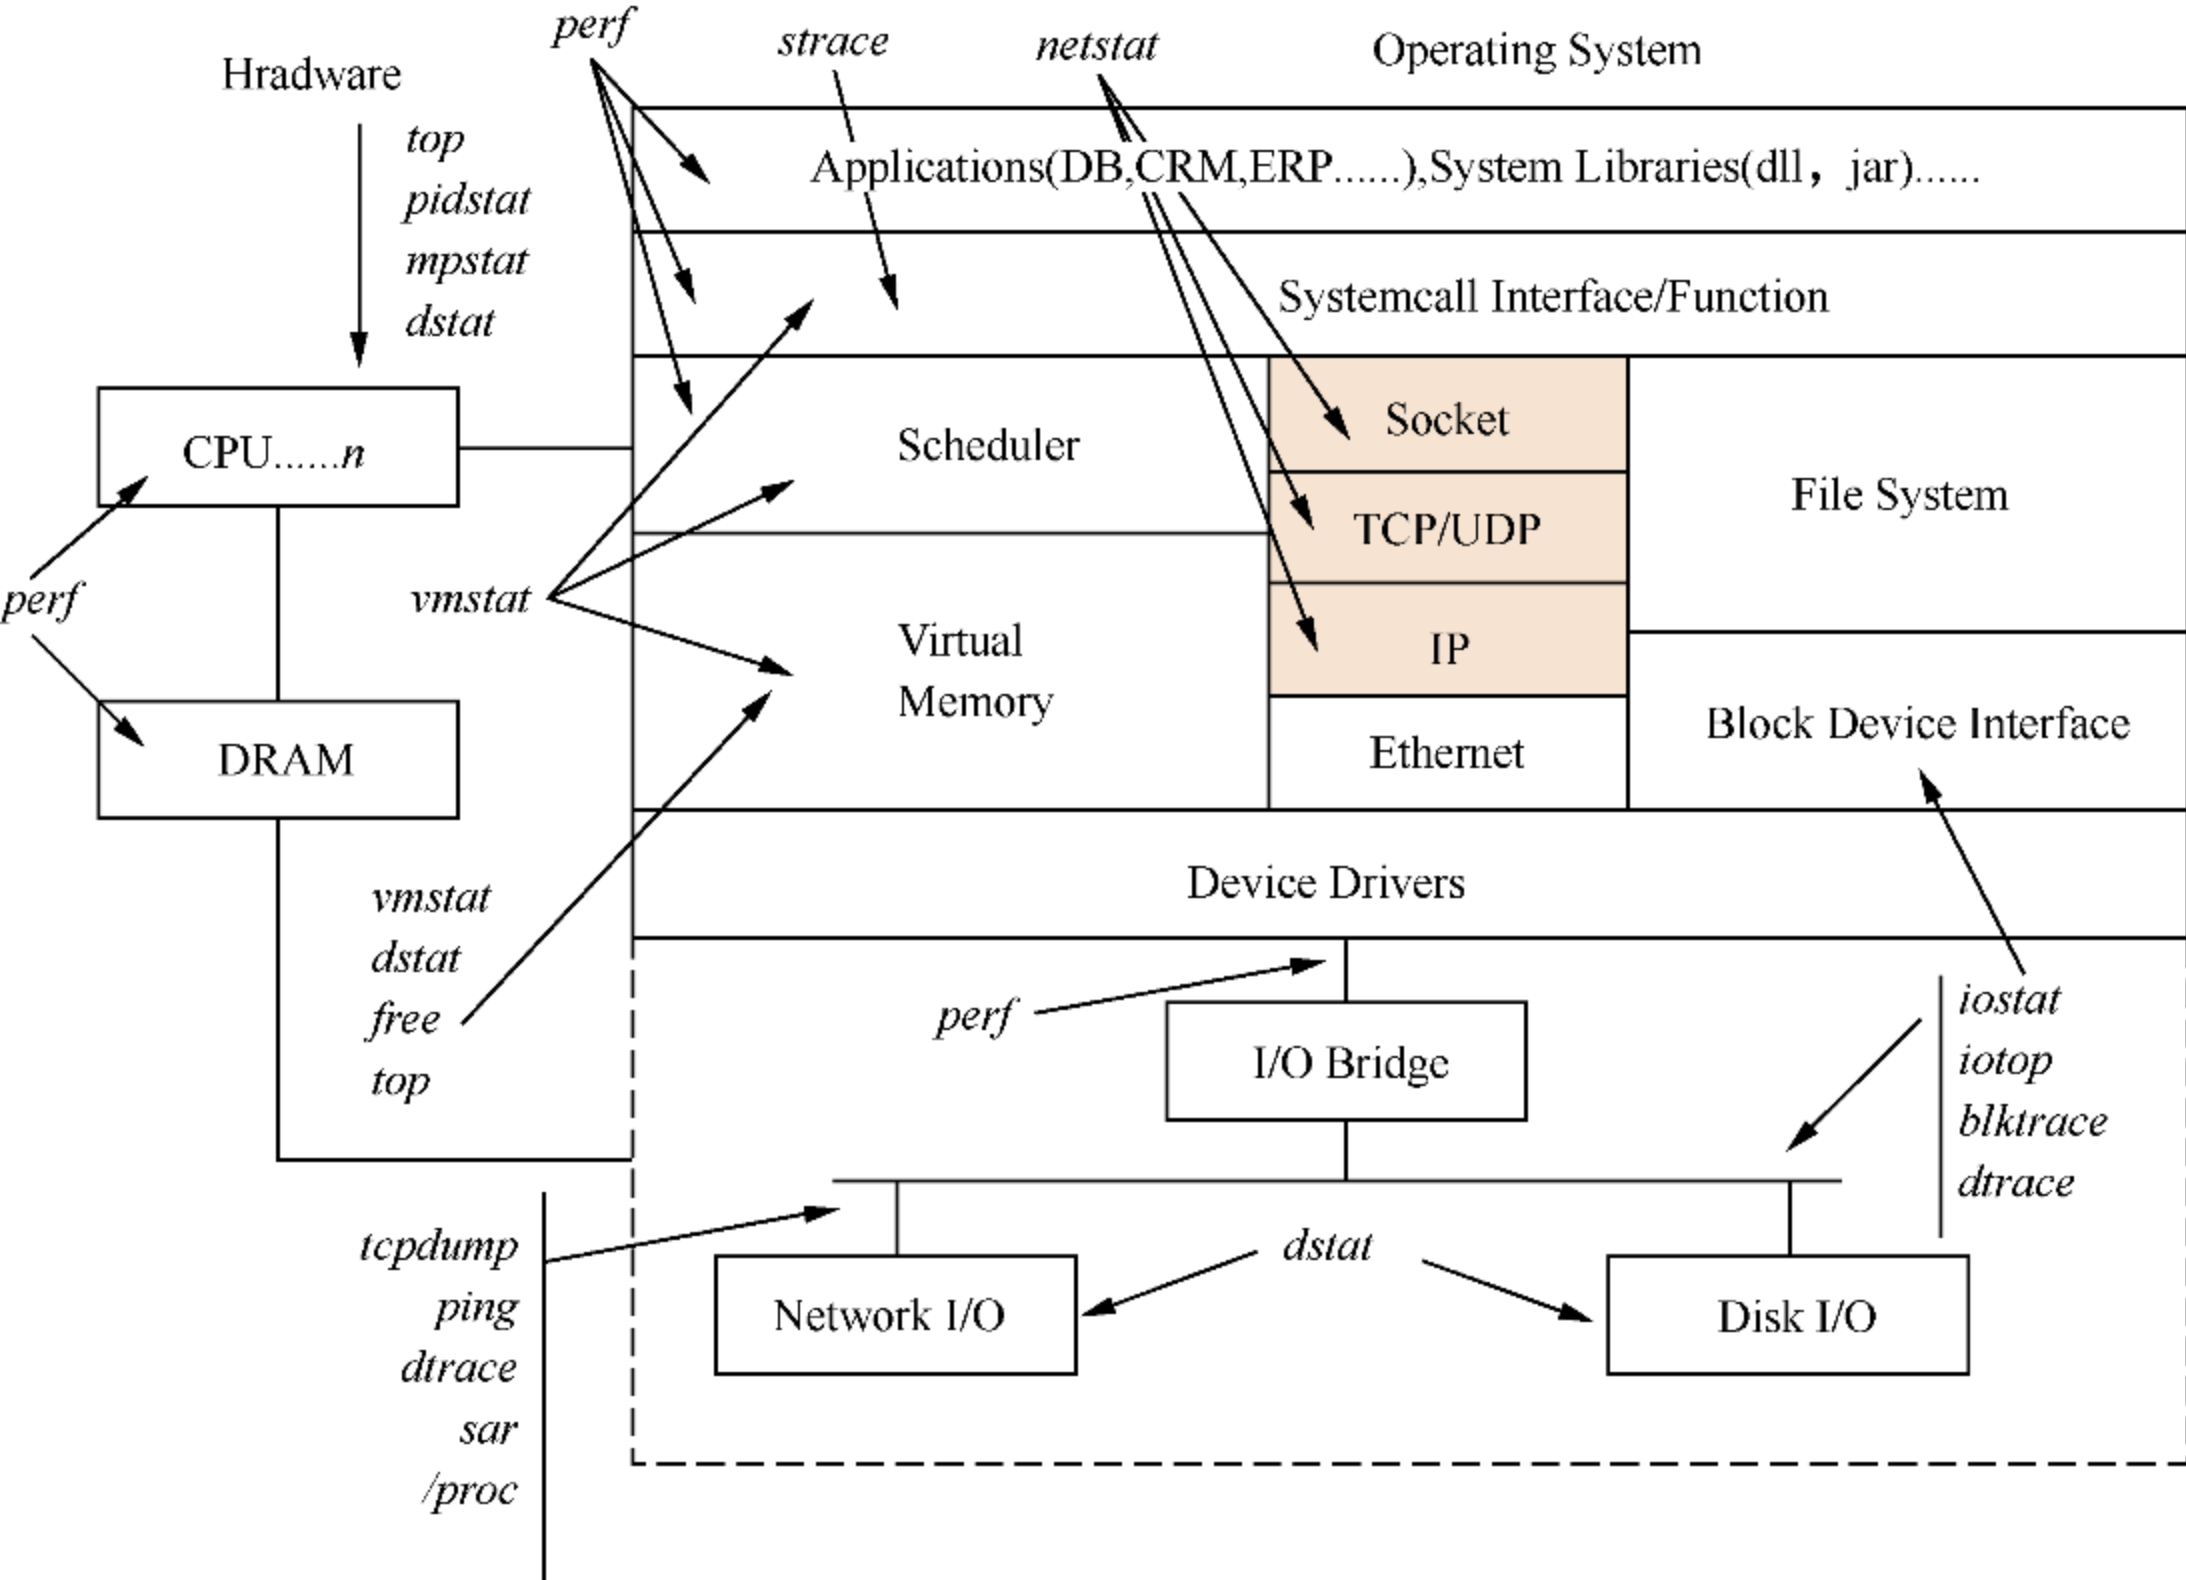 perf
strace
netstat
Operating System
Hradware
top
pidstat
mpstat
dstat
Applications(DB,CRM,ERP......),System Libraries(dll，jar)......
Systemcall Interface/Function
CPU......n
Scheduler
Socket
TCP/UDP
IP
Ethernet
File System
perf
vmstat
Virtual
Memory
Block Device Interface
DRAM
Device Drivers
vmstat
dstat
free
top
perf
I/O Bridge
iostat
iotop
blktrace
dtrace
tcpdump
ping
dtrace
sar
/proc
dstat
Network I/O
Disk I/O